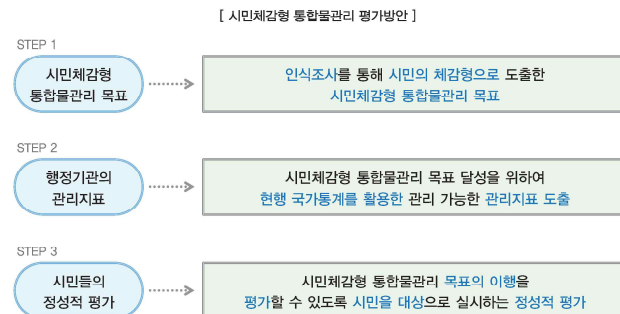 [ 시민체감형 통합물관리 평가방안 ]
STEP 1
시민체감형
통합물관리 목표
인식조사를 통해 시민의 체감형으로 도출한
시민체감형 통합물관리 목표
STEP 2
행정기관의
관리지표
시민체감형 통합물관리 목표 달성을 위하여
현행 국가통계를 활용한 관리 가능한 관리지표 도출
STEP 3
시민들의
정성적 평가
시민체감형 통합물관리 목표의 이행을
평가할 수 있도록 시민을 대상으로 실시하는 정성적 평가